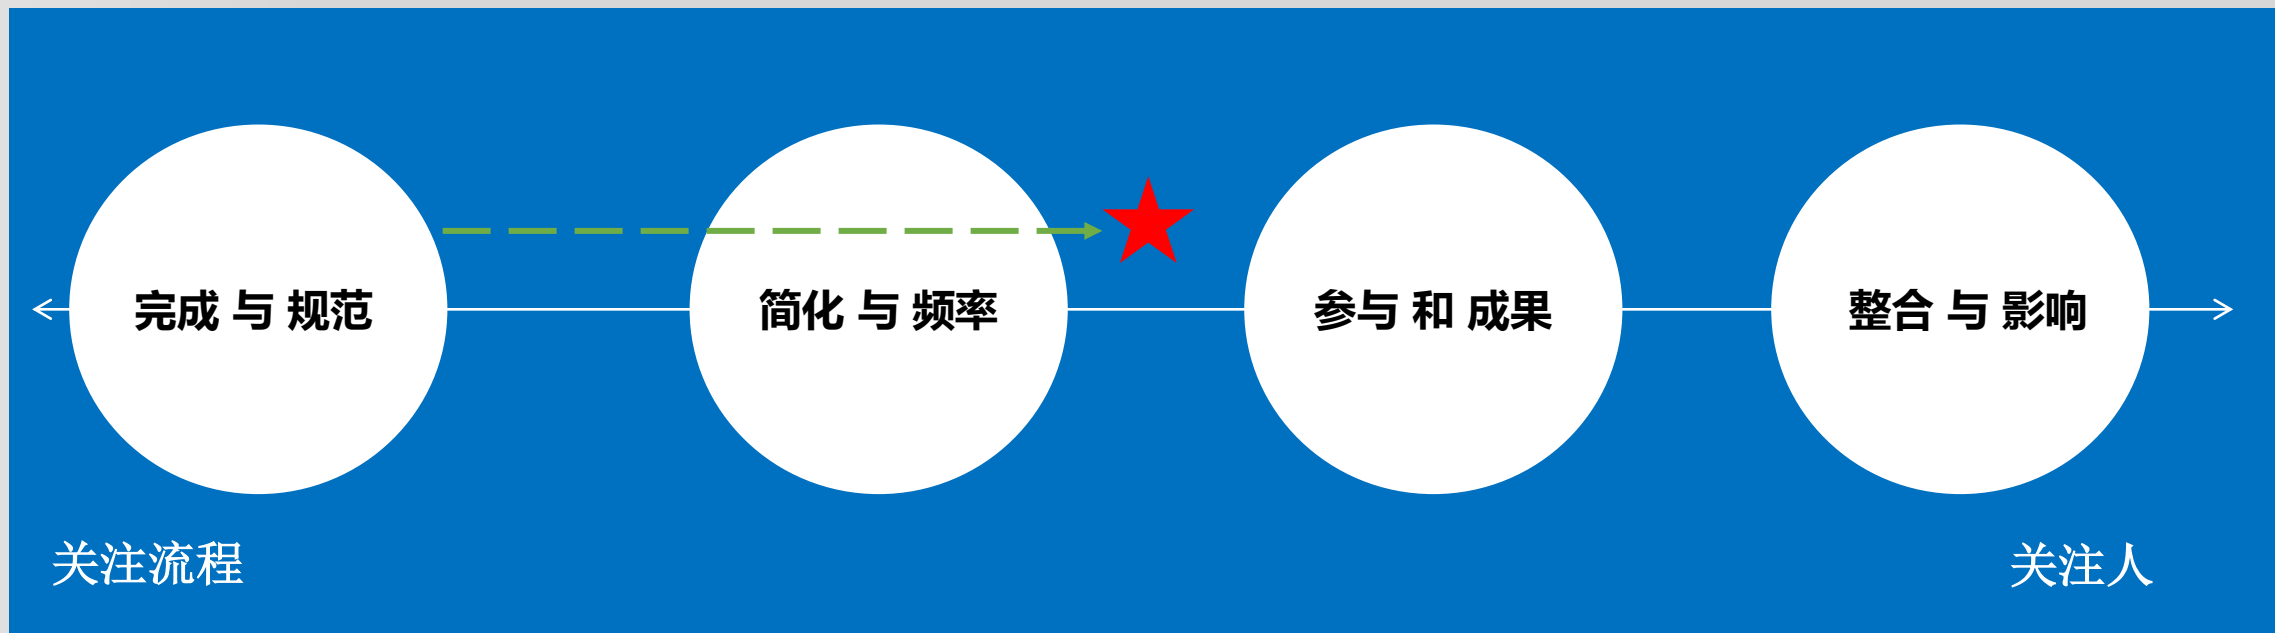 完成 与 规范
简化 与 频率
参与 和 成果
整合 与 影响
关注流程
关注人